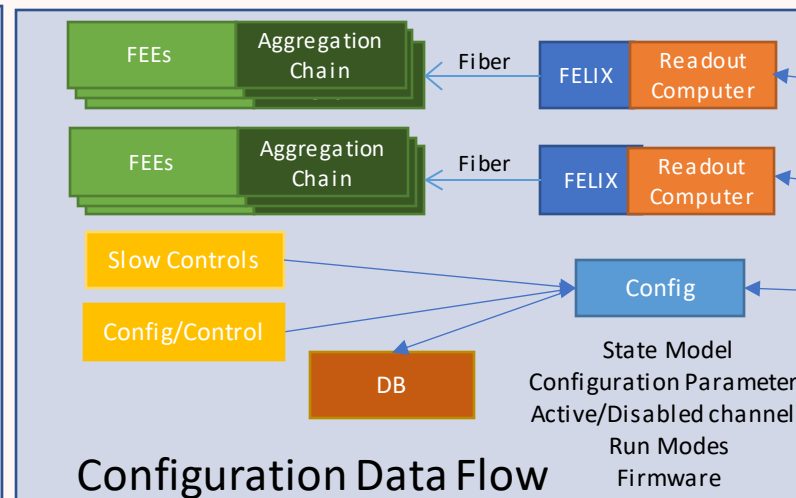 FEEs
Aggregation
Chain
Fiber
FELIX
Readout
Computer
FEEs
Aggregation
Chain
Fiber
FELIX
Readout
Computer
Slow Controls
Config
Config/Control
DB
State Model
Configuration Parameter
Active/Disabled channel
Run Modes
Firmware
Configuration Data Flow